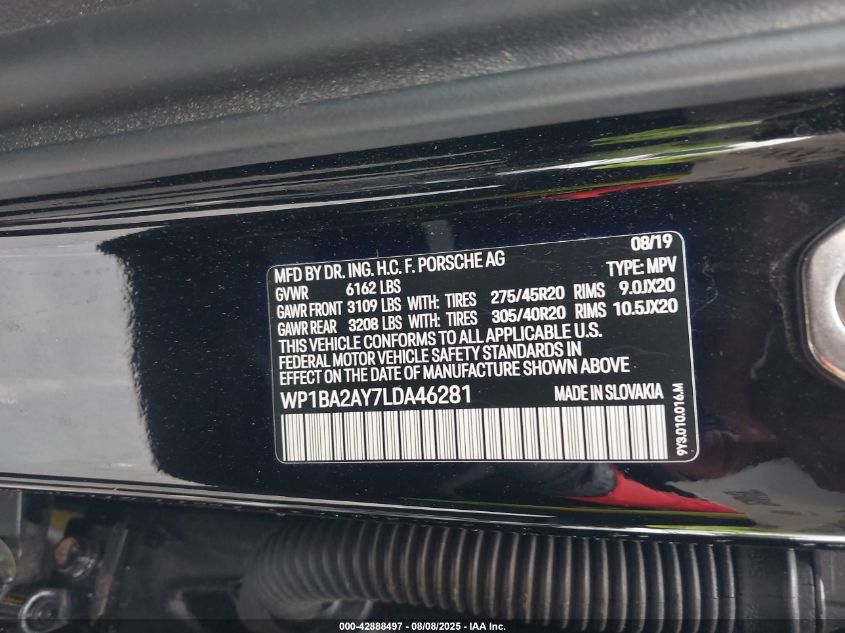 08/19
MFD BY DR. ING. H.C. F. PORSCHE AG
TYPE: MPV
GVWR 6162 LBS
GAWR FRONT 3109 LBS WITH: TIRES 275/45R20 RIMS 9.0JX20
GAWR REAR 3208 LBS WITH: TIRES 305/40R20 RIMS 10.5JX20
THIS VEHICLE CONFORMS TO ALL APPLICABLE U.S.
FEDERAL MOTOR VEHICLE SAFETY STANDARDS IN
EFFECT ON THE DATE OF MANUFACTURE SHOWN ABOVE
WP1BA2AY7LDA46281 MADE IN SLOVAKIA
9Y3.010.016.M
000-42888497 - 08/08/2025 - IAA Inc.